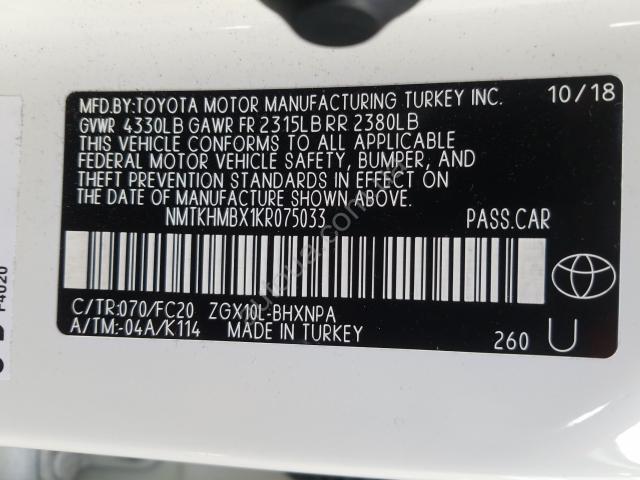 MFD.BY:TOYOTA MOTOR MANUFACTURING TURKEY INC. 10/18
GVWR 4330LB GAWR FR 2315LB RR 2380LB
THIS VEHICLE CONFORMS TO ALL APPLICABLE
FEDERAL MOTOR VEHICLE SAFETY, BUMPER, AND
THEFT PREVENTION STANDARDS IN EFFECT ON
THE DATE OF MANUFACTURE SHOWN ABOVE.
NMTKHMBX1KR075033 PASS.CAR
C/TR:070/FC20 ZGX10L-BHXNPA
A/TM:-04A/K114 MADE IN TURKEY 260 U
F4020